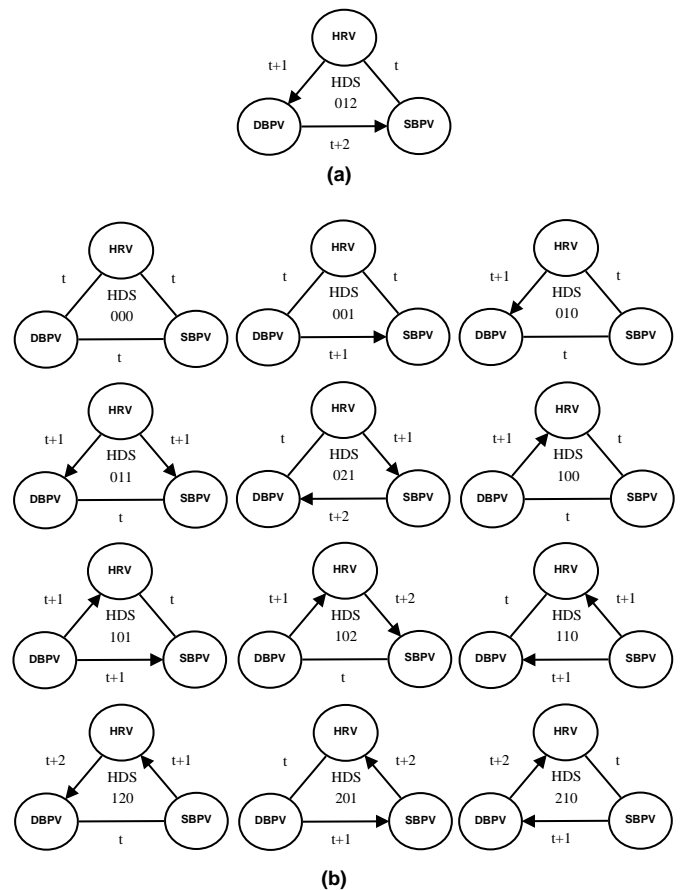 HRV
t+1
t
HDS
012
DBPV
SBPV
t+2
(a)
HRV
t
t
HDS
000
DBPV
SBPV
t
HRV
t
t
HDS
001
DBPV
SBPV
t+1
HRV
t+1
t
HDS
010
DBPV
SBPV
t
HRV
t+1
t+1
HDS
011
DBPV
SBPV
t
HRV
t
t+1
HDS
021
DBPV
SBPV
t+2
HRV
t+1
t
HDS
100
DBPV
SBPV
t
HRV
t+1
t
HDS
101
DBPV
SBPV
t+1
HRV
t+1
t+2
HDS
102
DBPV
SBPV
t
HRV
t
t+1
HDS
110
DBPV
SBPV
t+1
HRV
t+2
t+1
HDS
120
DBPV
SBPV
t
HRV
t
t+2
HDS
201
DBPV
SBPV
t+1
HRV
t+2
t
HDS
210
DBPV
SBPV
t+1
(b)